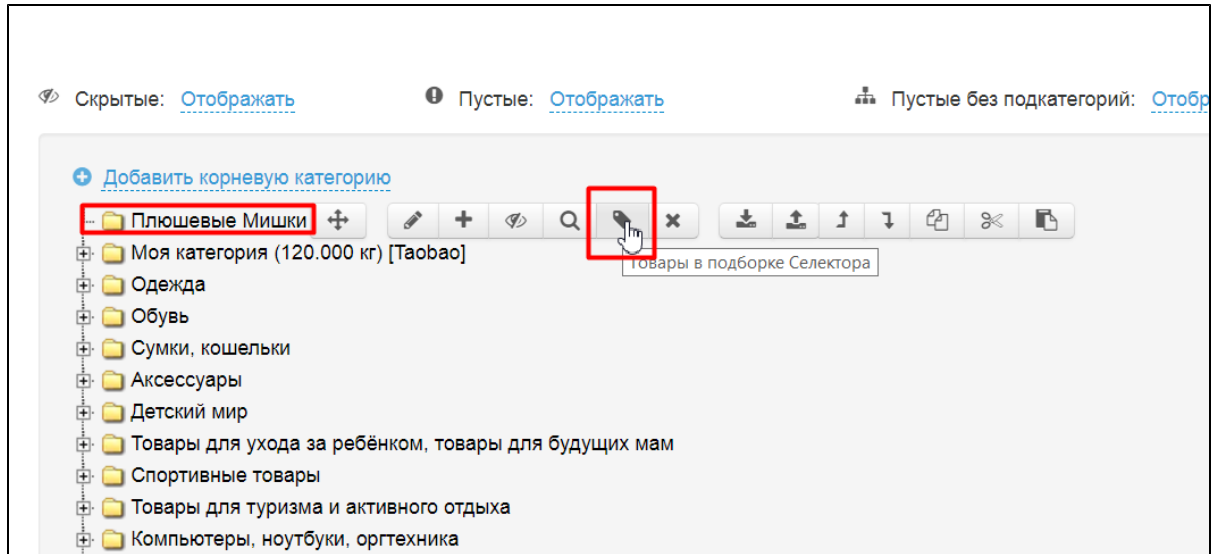 Скрытые: Отображать Пустые: Отображать Пустые без подкатегорий: Отобр
Добавить корневую категорию
Плюшевые Мишки
Моя категория (120.000 кг) [Taobao]
Товары в подборке Селектора
Одежда
Обувь
Сумки, кошельки
Аксессуары
Детский мир
Товары для ухода за ребёнком, товары для будущих мам
Спортивные товары
Товары для туризма и активного отдыха
Компьютеры, ноутбуки, оргтехника